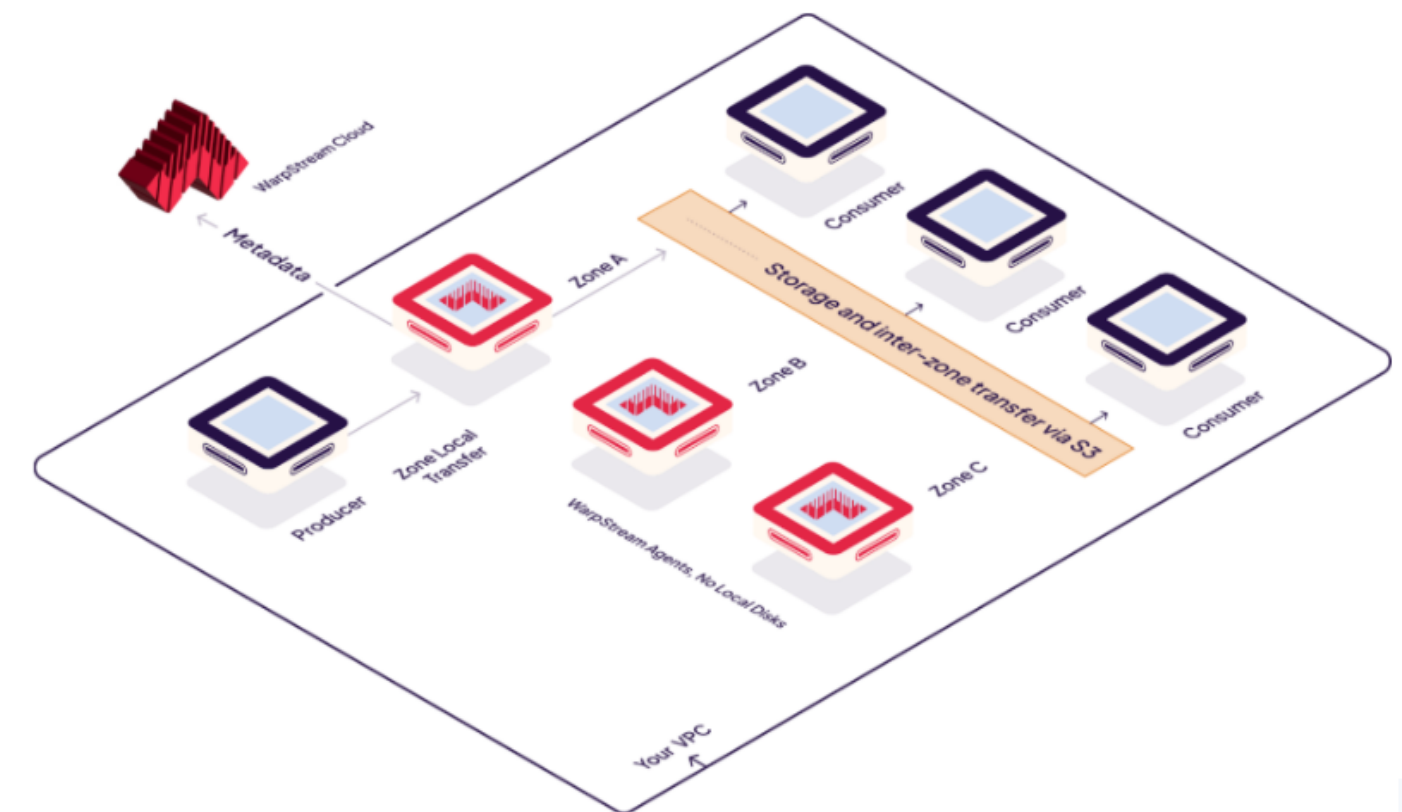 WarpStream Cloud
Metadata
Zone A
Consumer
Storage and inter-zone transfer via S3
Consumer
Zone B
Consumer
Zone Local
Transfer
Producer
Zone C
WarpStream Agents, No Local Disks
Your VPC